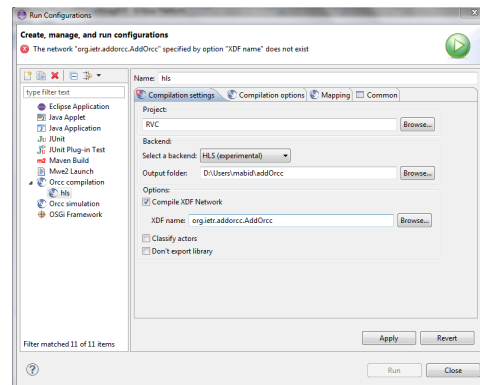 Run Configurations
Create, manage, and run configurations
The network "org.ietr.addorcc.AddOrcc" specified by option "XDF name" does not exist
type filter text
Eclipse Application
Java Applet
Java Application
Ju JUnit
JUnit Plug-in Test
m2 Maven Build
Mwe2 Launch
Orcc compilation
hls
Orcc simulation
OSGi Framework
Filter matched 11 of 11 items
Name: hls
Compilation settings Compilation options Mapping Common
Project:
RVC Browse...
Backend:
Select a backend: HLS (experimental)
Output folder: D:\Users\mabid\addOrcc Browse...
Options:
Compile XDF Network
XDF name: org.ietr.addorcc.AddOrcc Browse...
Classify actors
Don't export library
Apply Revert
? Run Close